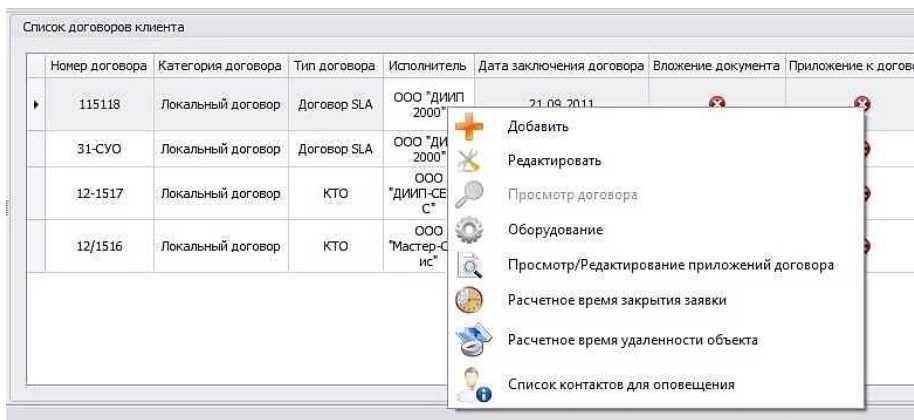 Список договоров клиента
Номер договора Категория договора Тип договора Исполнитель Дата заключения договора Вложение документа Приложение к догово
115118 Локальный договор Договор SLA ООО "ДИИП 2000" 21.09.2011
Добавить
31-СУО Локальный договор Договор SLA ООО "ДИ 2000"
Редактировать
12-1517 Локальный договор КТО ООО "ДИИП-СЕ С"
Просмотр договора
Оборудование
12/1516 Локальный договор КТО ООО "Мастер-С ис"
Просмотр/Редактирование приложений договора
Расчетное время закрытия заявки
Расчетное время удаленности объекта
Список контактов для оповещения